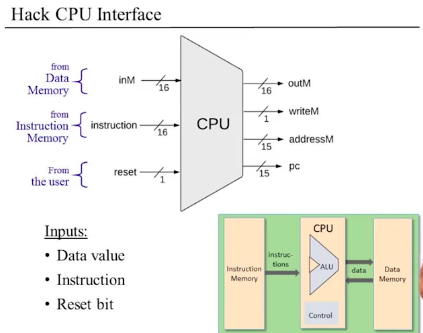 Hack CPU Interface
from
Data
Memory
inM
16
from
Instruction
Memory
instruction
16
From
the user
reset
1
CPU
16
outM
1
writeM
15
addressM
15
pc
Inputs:
• Data value
• Instruction
• Reset bit
Instruction
Memory
instruc-
tions
CPU
ALU
Control
data
Data
Memory